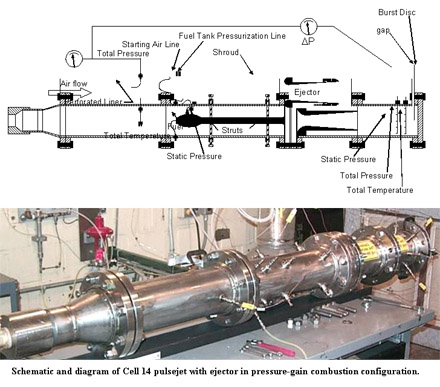 Burst Disc
Fuel Tank Pressurization Line
Starting Air Line
ΔP
gap
Total Pressure
Shroud
Air flow
Ejector
Perforated Liner
Total Temperature
Fuel
Struts
Static Pressure
Static Pressure
Total Pressure
Total Temperature
Schematic and diagram of Cell 14 pulsejet with ejector in pressure-gain combustion configuration.